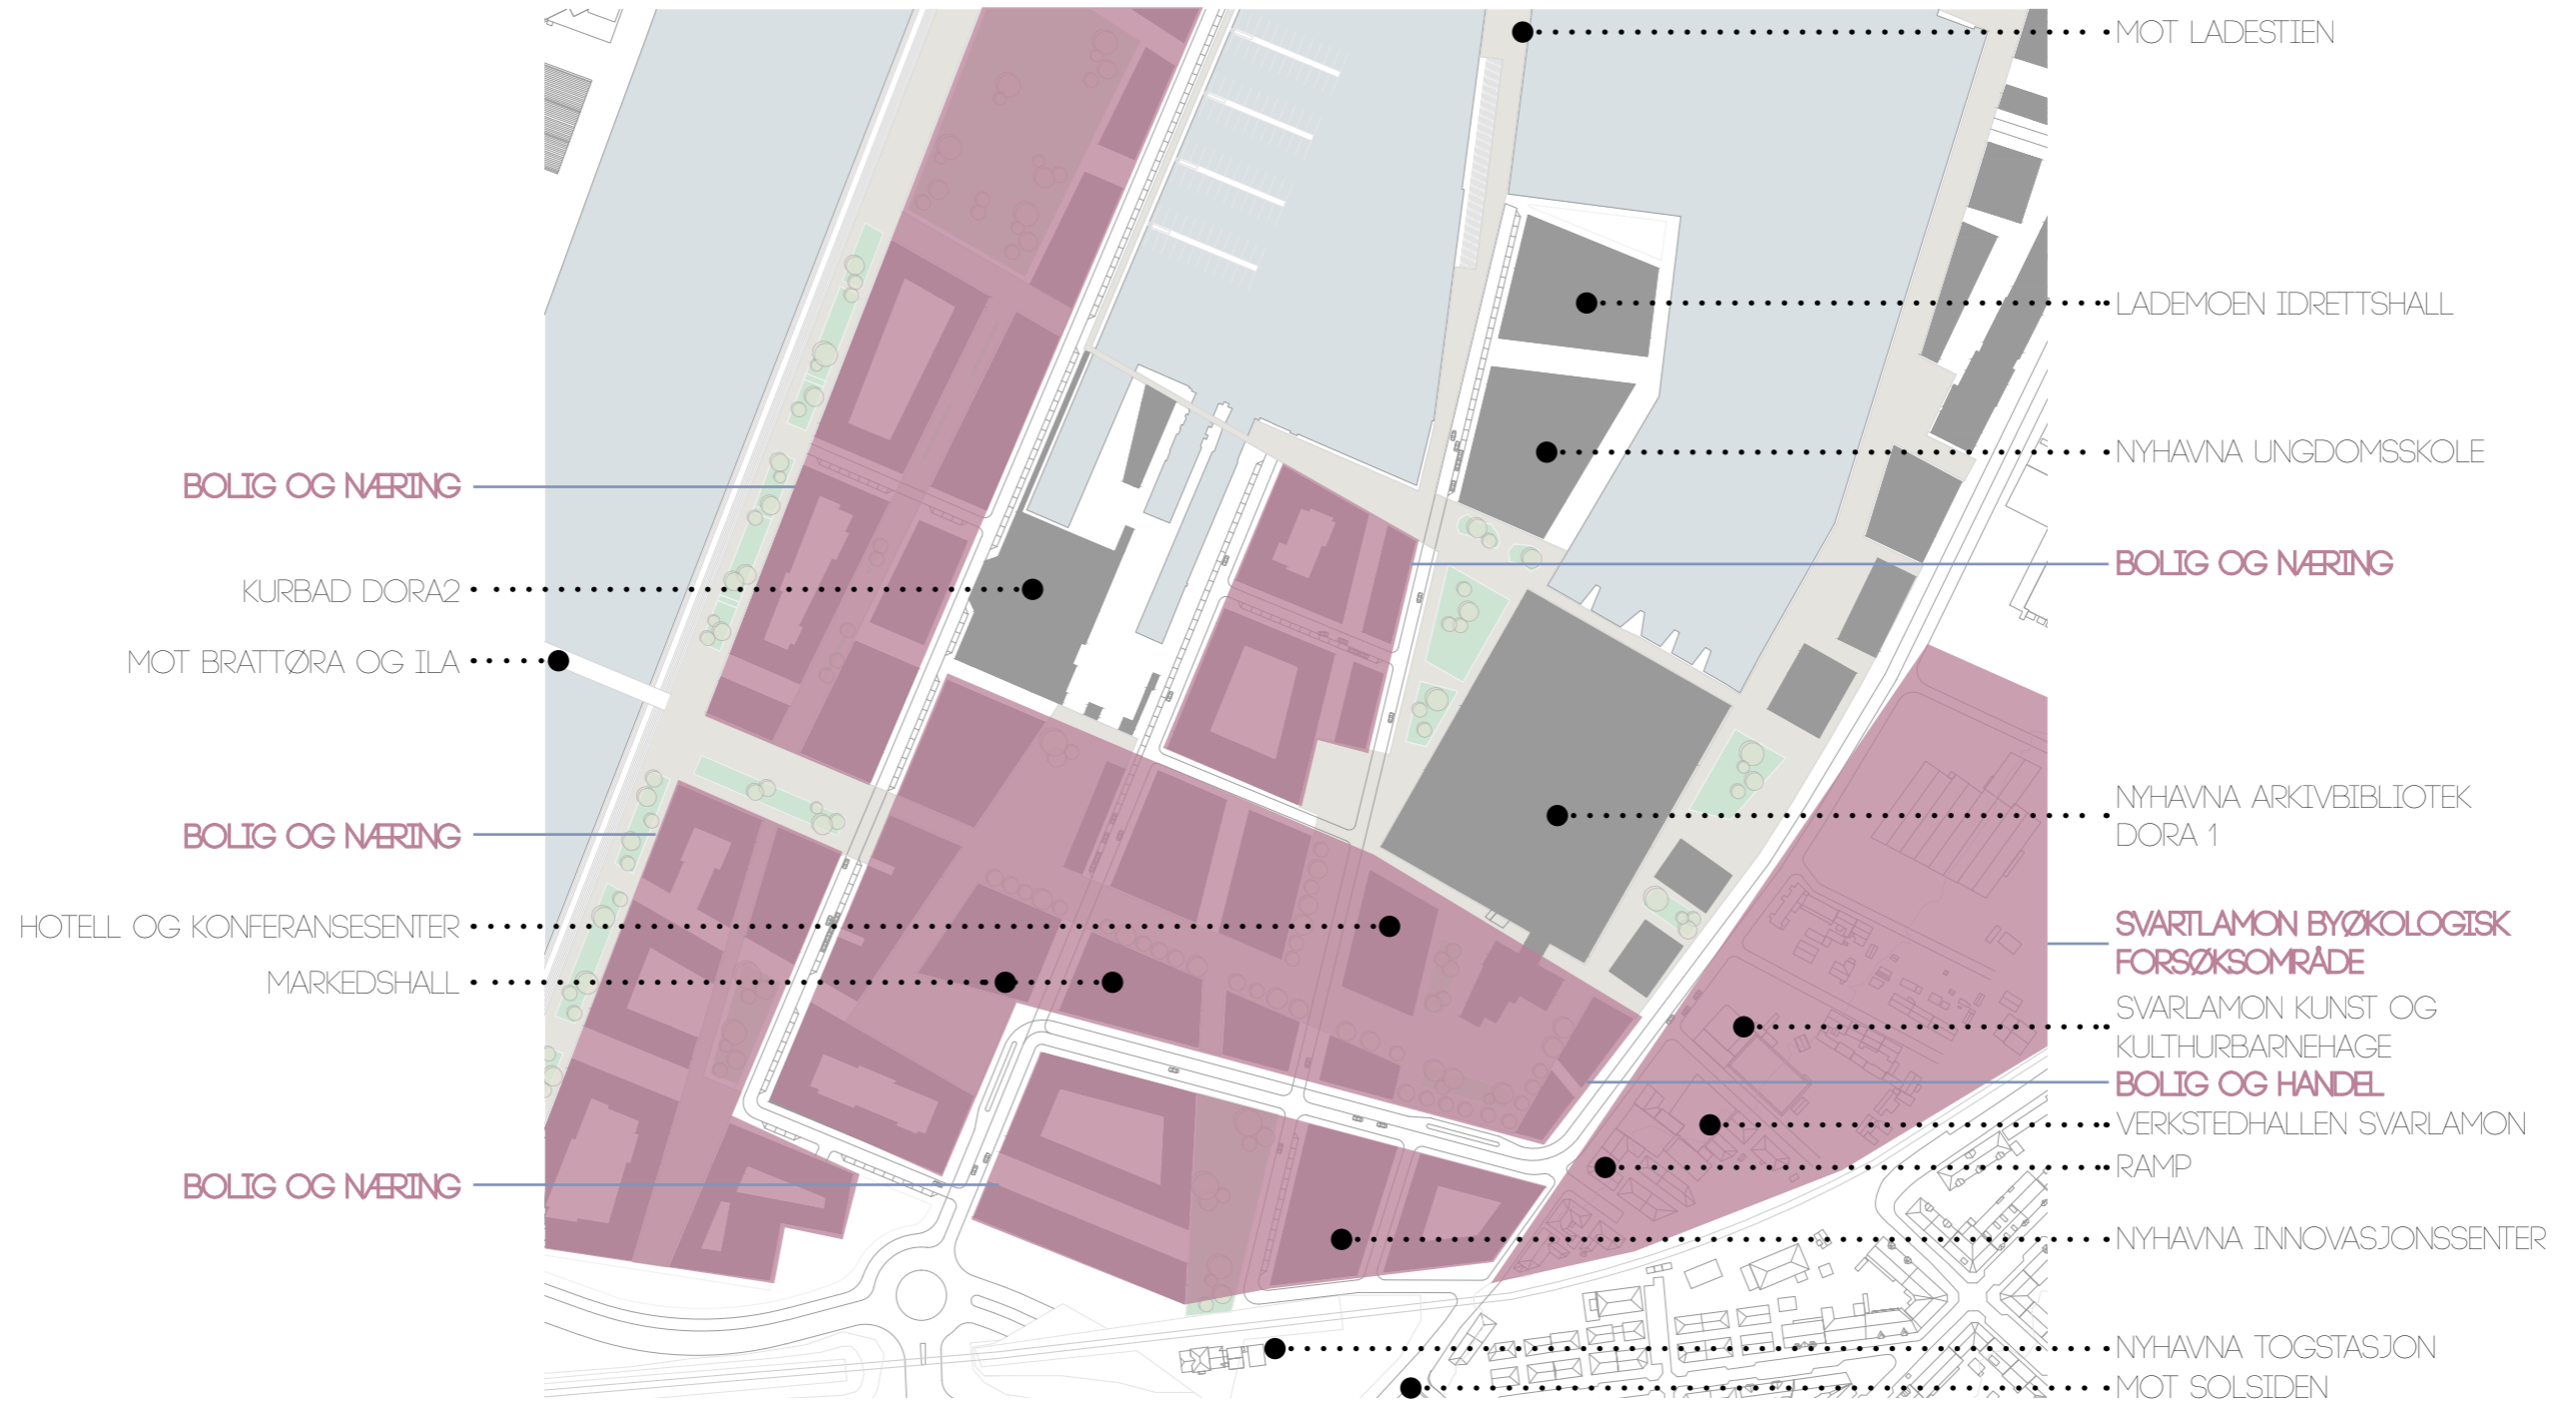 BOLIG OG NÆRING
KURBAD DORA2
MOT BRATTØRA OG ILA
BOLIG OG NÆRING
HOTELL OG KONFERANSESENTER
MARKEDSHALL
BOLIG OG NÆRING
MOT LADESTIEN
LADEMOEN IDRETTSHALL
NYHAVNA UNGDOMSSKOLE
BOLIG OG NÆRING
NYHAVNA ARKIVBIBLIOTEK
DORA 1
SVARTLAMON BYØKOLOGISK
FORSØKSOMRÅDE
SVARLAMON KUNST OG
KULTHURBARNEHAGE
BOLIG OG HANDEL
VERKSTEDHALLEN SVARLAMON
RAMP
NYHAVNA INNOVASJONSSENTER
NYHAVNA TOGSTASJON
MOT SOLSIDEN